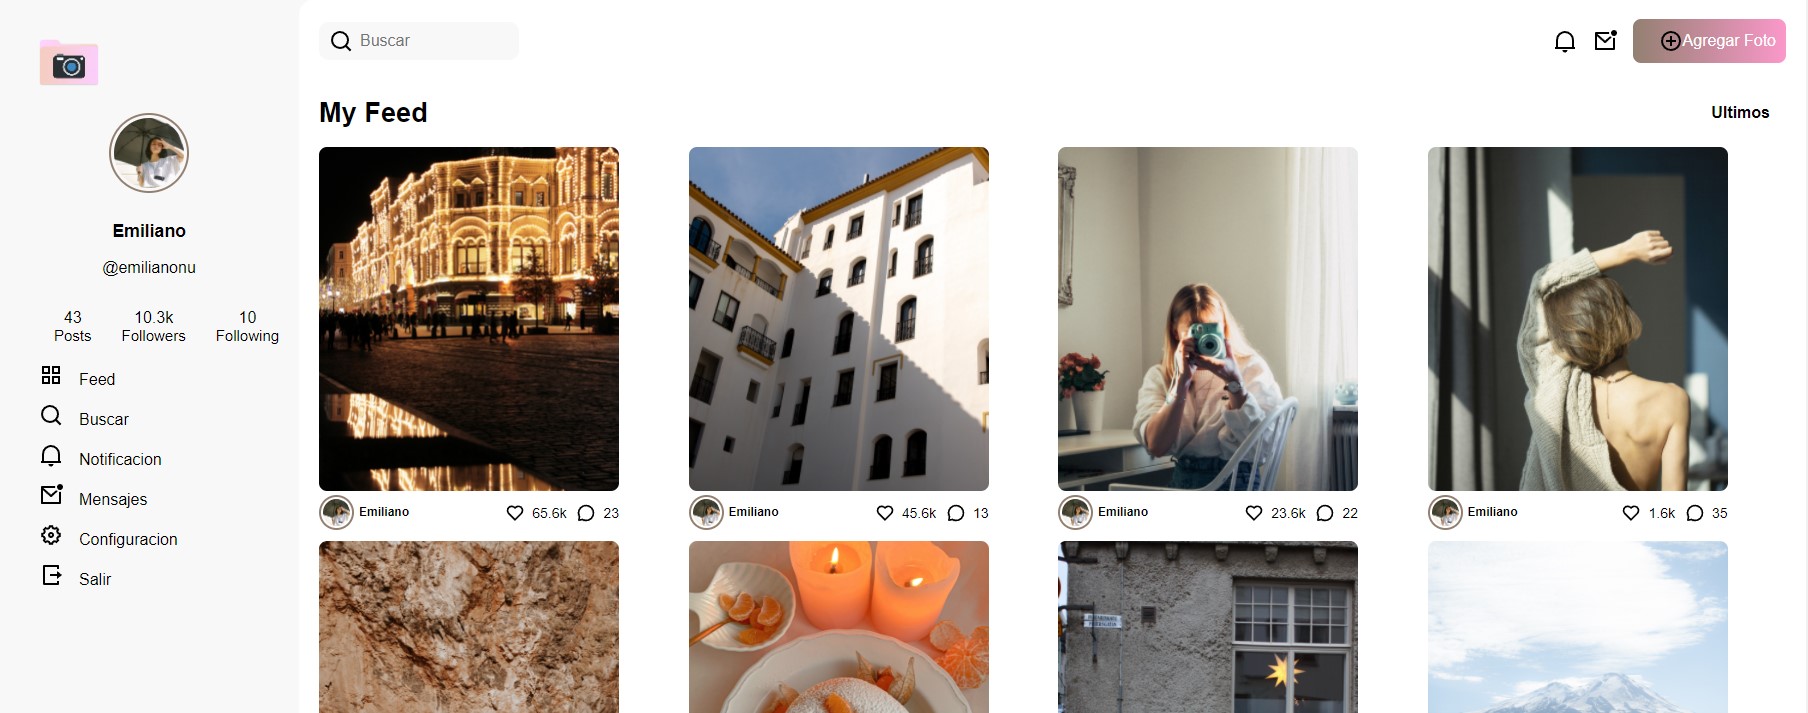 Buscar
Agregar Foto
My Feed
Ultimos
Emiliano
@emilianonu
43 10.3k 10
Posts Followers Following
Feed
Buscar
Notificacion
Mensajes
Configuracion
Salir
Emiliano 65.6k 23
Emiliano 45.6k 13
Emiliano 23.6k 22
Emiliano 1.6k 35